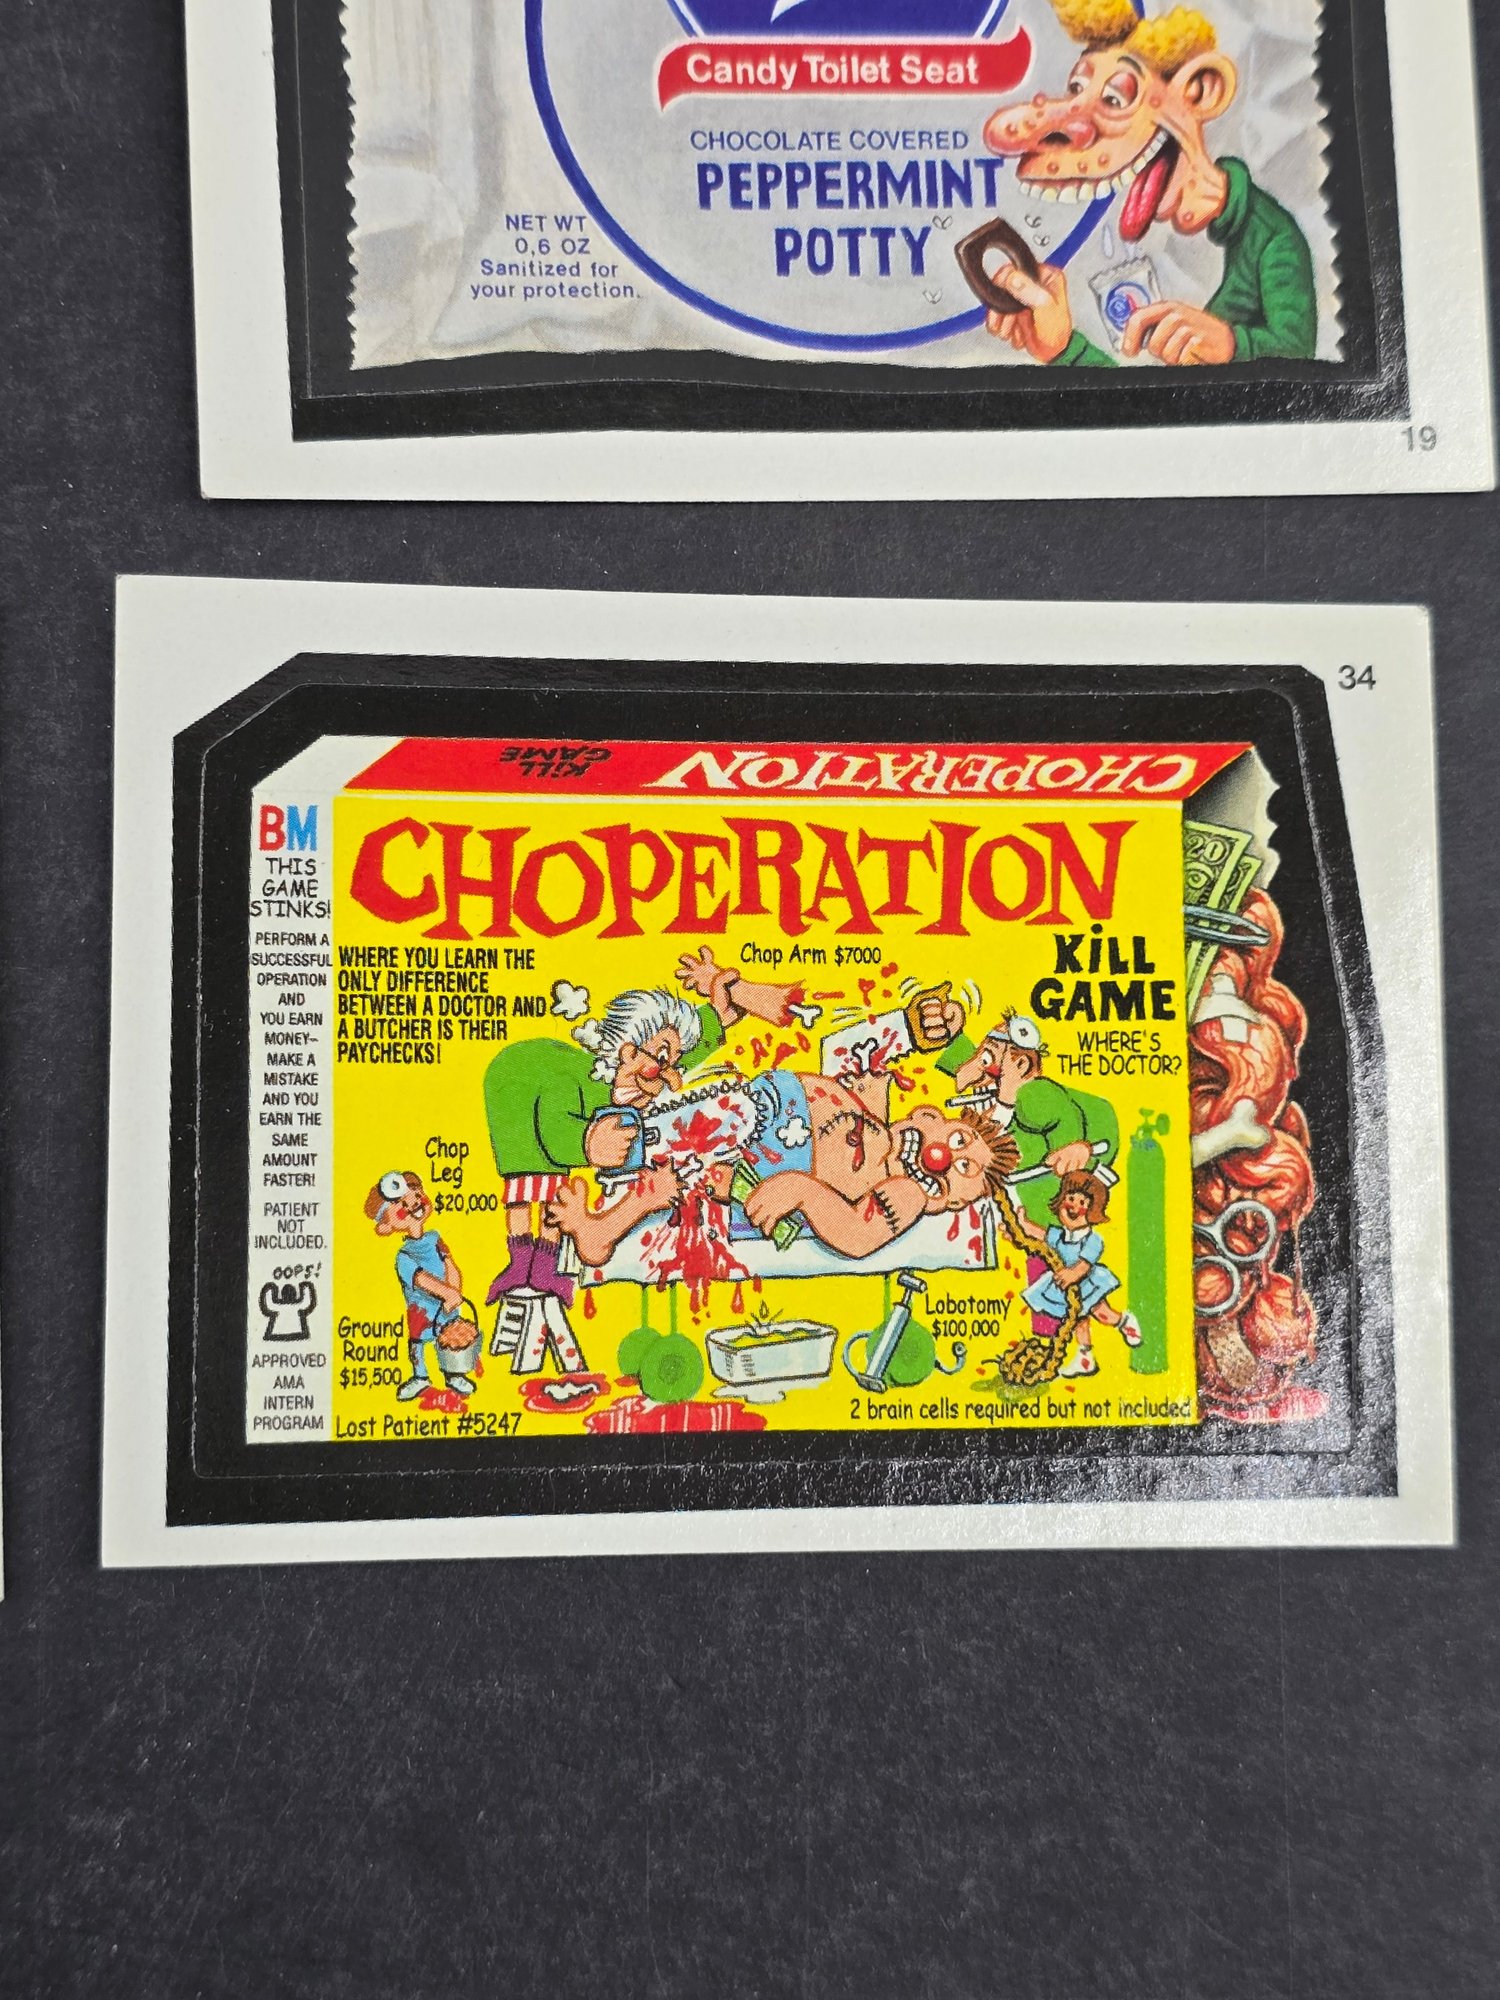 Candy Toilet Seat
CHOCOLATE COVERED
PEPPERMINT
POTTY
NET WT
0,6 OZ
Sanitized for
your protection.
19
34
CHOPERATION
KiLL
GAME
BM
THIS
GAME
STINKS!
PERFORM A
SUCCESSFUL
OPERATION
AND
YOU EARN
MONEY–
MAKE A
MISTAKE
AND YOU
EARN THE
SAME
AMOUNT
FASTER!
PATIENT
NOT
INCLUDED.
OOPS!
APPROVED
AMA
INTERN
PROGRAM
CHOPERATION
WHERE YOU LEARN THE
ONLY DIFFERENCE
BETWEEN A DOCTOR AND
A BUTCHER IS THEIR
PAYCHECKS!
Chop Arm $7000
KiLL
GAME
WHERE'S
THE DOCTOR?
Chop
Leg
$20,000
Ground
Round
$15,500
Lobotomy
$100,000
Lost Patient #5247
2 brain cells required but not included
20